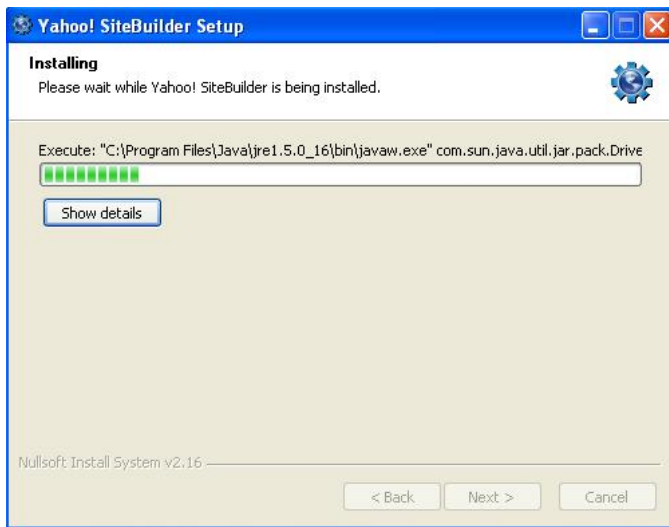 Yahoo! SiteBuilder Setup
Installing
Please wait while Yahoo! SiteBuilder is being installed.
Execute: "C:\Program Files\Java\jre1.5.0_16\bin\javaw.exe" com.sun.java.util.jar.pack.Drive
Show details
Nullsoft Install System v2.16
< Back Next > Cancel